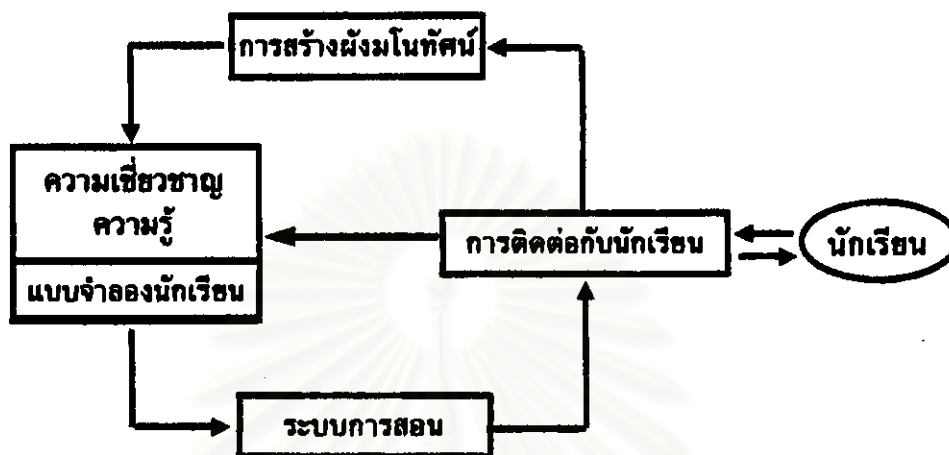 การสร้างผังมโนทัศน์
ความเชี่ยวชาญ
ความรู้
แบบจำลองนักเรียน
การติดต่อกับนักเรียน
นักเรียน
ระบบการสอน